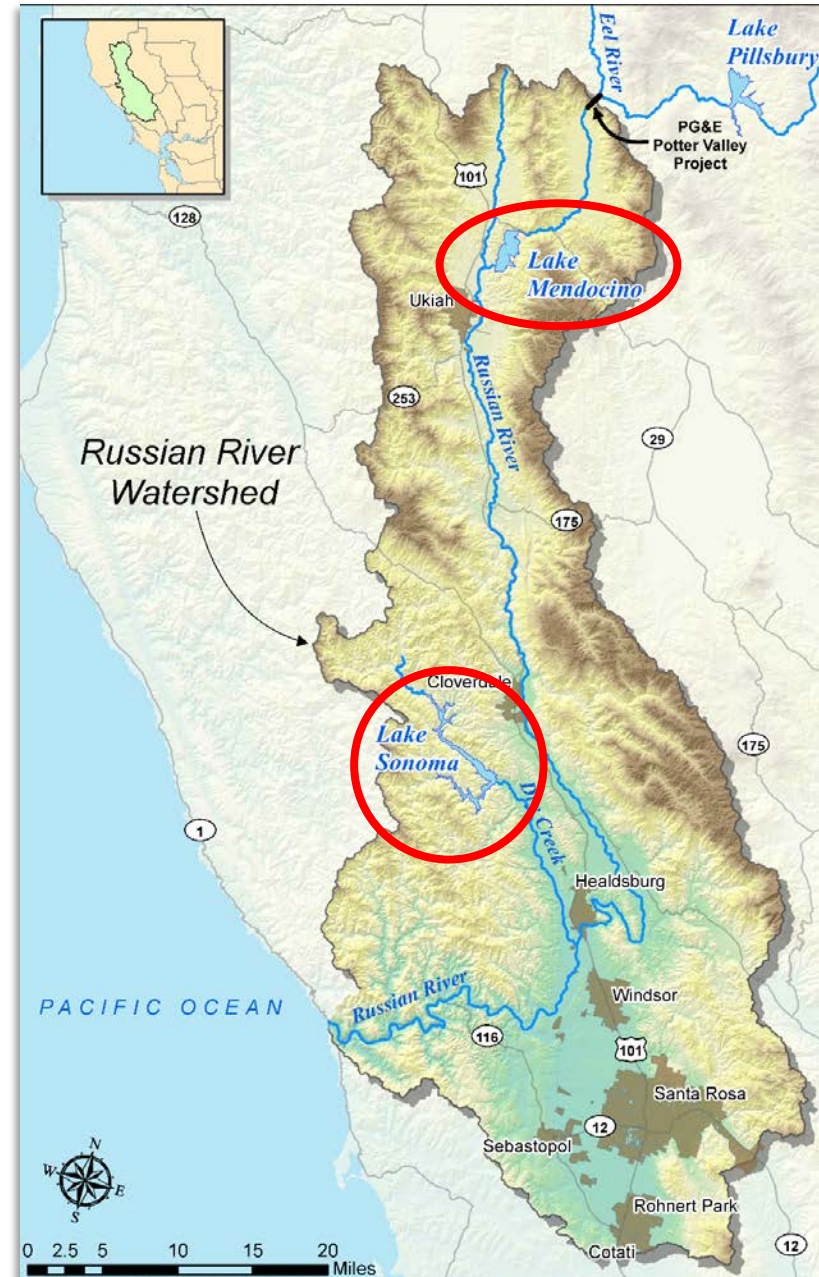 Lake
Pillsbury
Eel River
PG&E
Potter Valley
Project
101
128
Lake
Mendocino
Ukiah
Russian River
253
29
Russian River
Watershed
175
Cloverdale
Lake
Sonoma
175
Dry Creek
1
Healdsburg
PACIFIC OCEAN
Russian River
Windsor
116
101
Santa Rosa
12
Sebastopol
Rohnert Park
Cotati
12
N
W
E
S
0 2.5 5 10 15 20
Miles